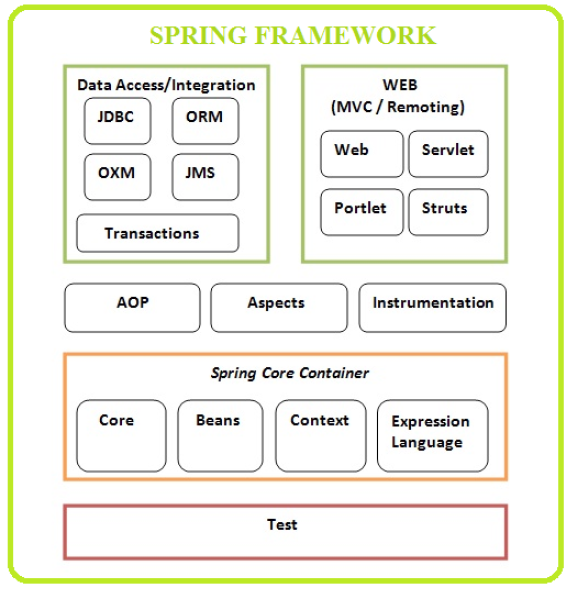 SPRING FRAMEWORK
Data Access/Integration
JDBC
ORM
OXM
JMS
Transactions
WEB
(MVC / Remoting)
Web
Servlet
Portlet
Struts
AOP
Aspects
Instrumentation
Spring Core Container
Core
Beans
Context
Expression
Language
Test